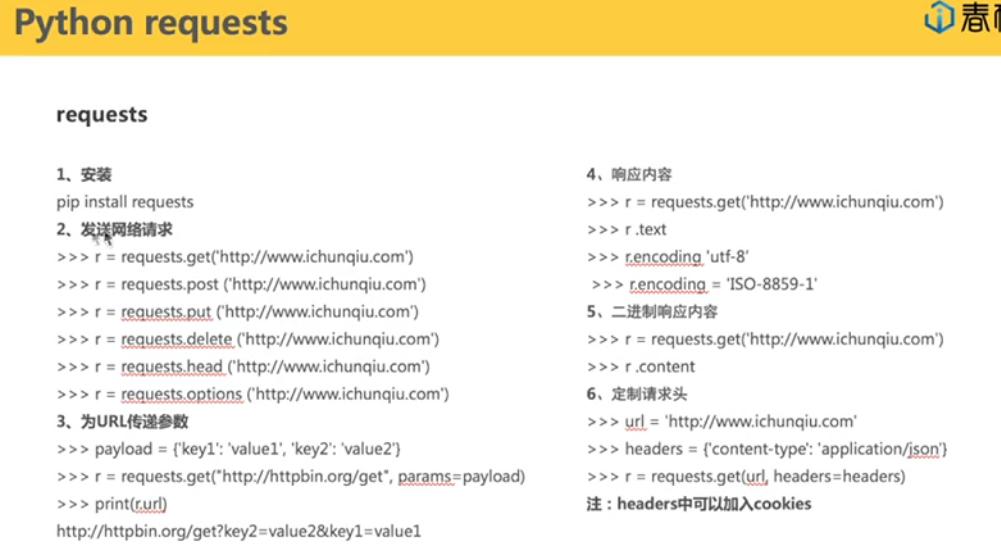 Python requests
春
requests
1、安装
pip install requests
2、发送网络请求
>>> r = requests.get('http://www.ichunqiu.com')
>>> r = requests.post ('http://www.ichunqiu.com')
>>> r = requests.put ('http://www.ichunqiu.com')
>>> r = requests.delete ('http://www.ichunqiu.com')
>>> r = requests.head ('http://www.ichunqiu.com')
>>> r = requests.options ('http://www.ichunqiu.com')
3、为URL传递参数
>>> payload = {'key1': 'value1', 'key2': 'value2'}
>>> r = requests.get("http://httpbin.org/get", params=payload)
>>> print(r.url)
http://httpbin.org/get?key2=value2&key1=value1
4、响应内容
>>> r = requests.get('http://www.ichunqiu.com')
>>> r .text
>>> r.encoding 'utf-8'
>>> r.encoding = 'ISO-8859-1'
5、二进制响应内容
>>> r = requests.get('http://www.ichunqiu.com')
>>> r .content
6、定制请求头
>>> url = 'http://www.ichunqiu.com'
>>> headers = {'content-type': 'application/json'}
>>> r = requests.get(url, headers=headers)
注：headers中可以加入cookies